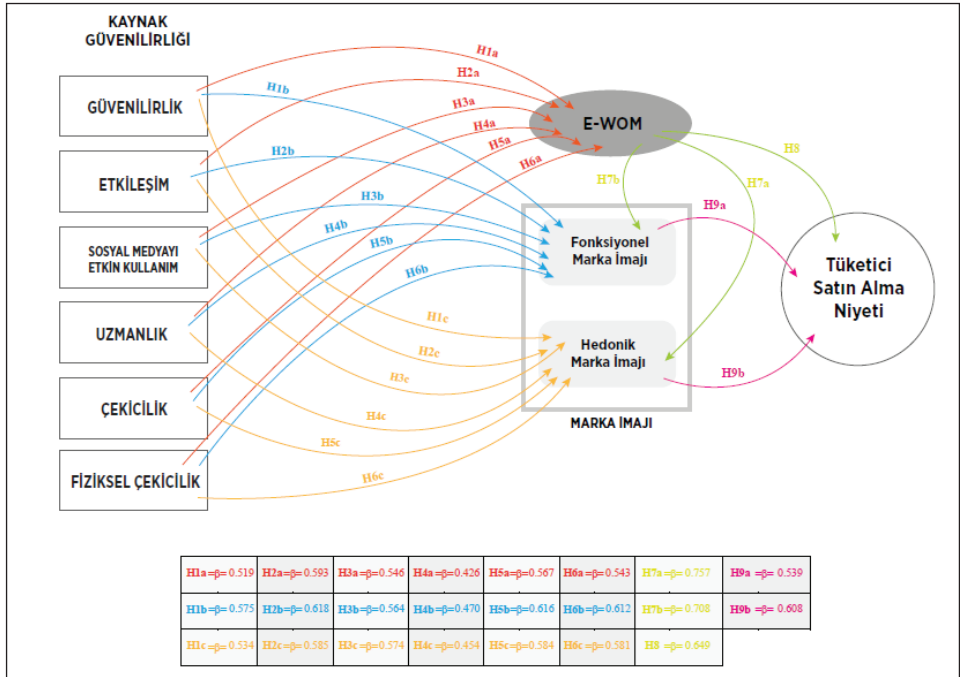 KAYNAK
GÜVENİLİRLİĞİ
GÜVENİLİRLİK
ETKİLEŞİM
SOSYAL MEDYAYI
ETKİN KULLANIM
UZMANLIK
ÇEKİCİLİK
FİZİKSEL ÇEKİCİLİK
H1a
H2a
H1b
H3a
H4a
H5a
H6a
H2b
H3b
H4b
H5b
H6b
H1c
H2c
H3c
H4c
H5c
H6c
E-WOM
H8
H7b
H7a
H9a
Fonksiyonel
Marka İmajı
Hedonik
Marka İmajı
H9b
MARKA İMAJI
Tüketici
Satın Alma
Niyeti
H1a =β= 0.519 H2a =β= 0.593 H3a =β= 0.546 H4a =β= 0.426 H5a =β= 0.567 H6a =β= 0.543 H7a =β= 0.757 H9a =β= 0.539
H1b =β= 0.575 H2b =β= 0.618 H3b =β= 0.564 H4b =β= 0.470 H5b =β= 0.616 H6b =β= 0.612 H7b =β= 0.708 H9b =β= 0.608
H1c =β= 0.534 H2c =β= 0.585 H3c =β= 0.574 H4c =β= 0.454 H5c =β= 0.584 H6c =β= 0.581 H8 =β= 0.649